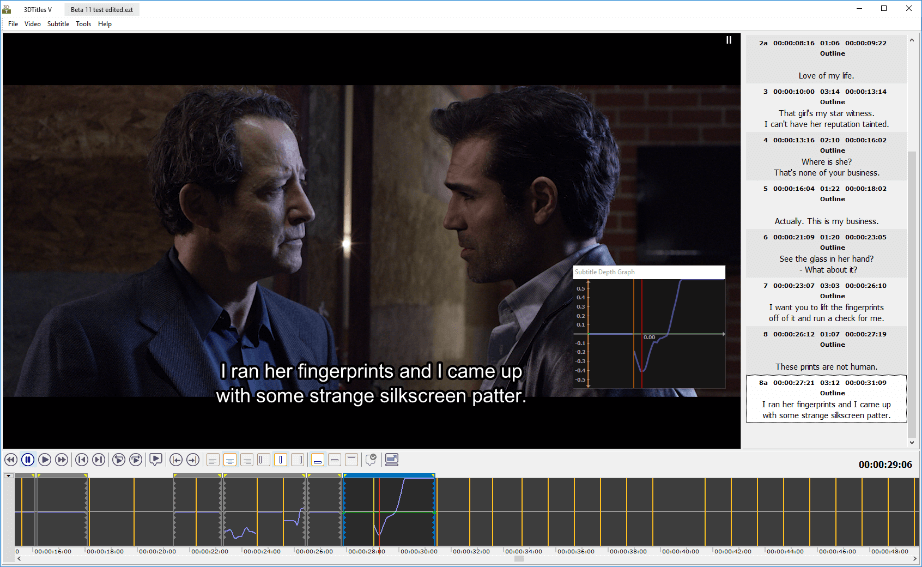 3DTitles V
Beta 11 test edited.ezt
File Video Subtitle Tools Help
2a 00:00:08:16 01:06 00:00:09:22
Outline
Love of my life.
3 00:00:10:00 03:14 00:00:13:14
Outline
That girl's my star witness.
I can't have her reputation tainted.
4 00:00:13:16 02:10 00:00:16:02
Outline
Where is she?
That's none of your business.
5 00:00:16:04 01:22 00:00:18:02
Outline
Actually. This is my business.
6 00:00:21:09 01:20 00:00:23:05
Outline
See the glass in her hand?
- What about it?
7 00:00:23:07 03:03 00:00:26:10
Outline
I want you to lift the fingerprints
off of it and run a check for me.
8 00:00:26:12 01:07 00:00:27:19
Outline
These prints are not human.
8a 00:00:27:21 03:12 00:00:31:09
Outline
I ran her fingerprints and I came up
with some strange silkscreen patter.
Subtitle Depth Graph
0.5
0.4
0.3
0.2
0.1
0.00
-0.1
-0.2
-0.3
-0.4
-0.5
I ran her fingerprints and I came up
with some strange silkscreen patter.
00:00:29:06
0 00:00:16:00 00:00:18:00 00:00:20:00 00:00:22:00 00:00:24:00 00:00:26:00 00:00:28:00 00:00:30:00 00:00:32:00 00:00:34:00 00:00:36:00 00:00:38:00 00:00:40:00 00:00:42:00 00:00:44:00 00:00:46:00 00:00:48:00